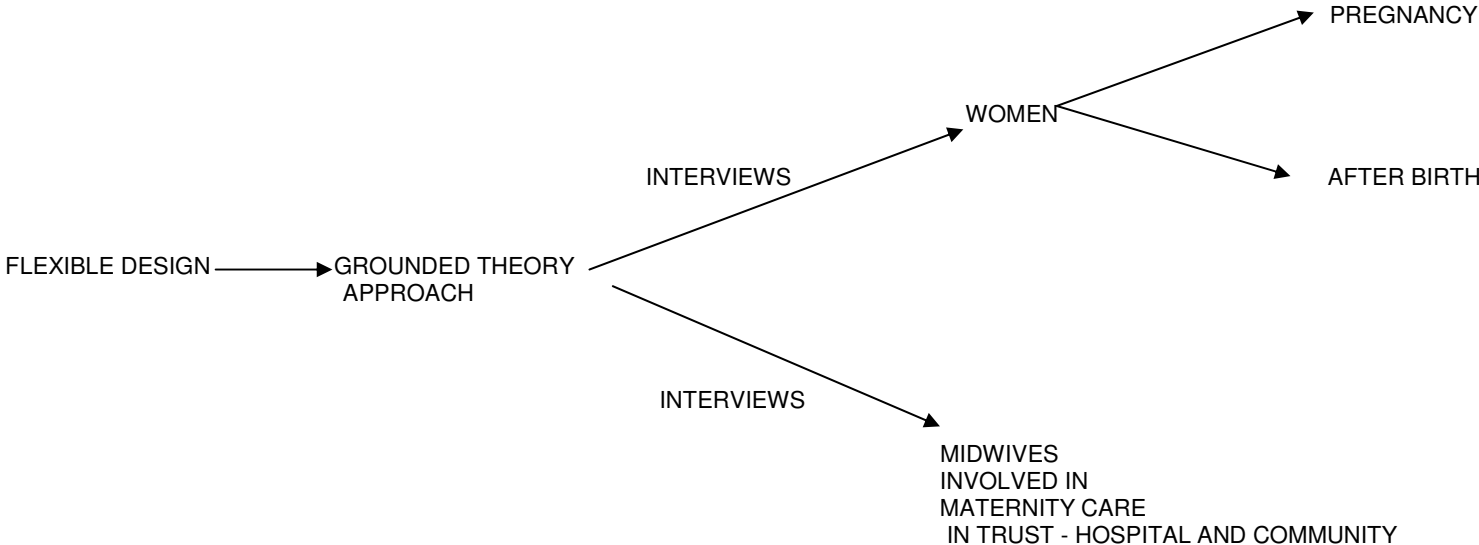 PREGNANCY
WOMEN
INTERVIEWS
AFTER BIRTH
FLEXIBLE DESIGN
GROUNDED THEORY
APPROACH
INTERVIEWS
MIDWIVES
INVOLVED IN
MATERNITY CARE
IN TRUST - HOSPITAL AND COMMUNITY